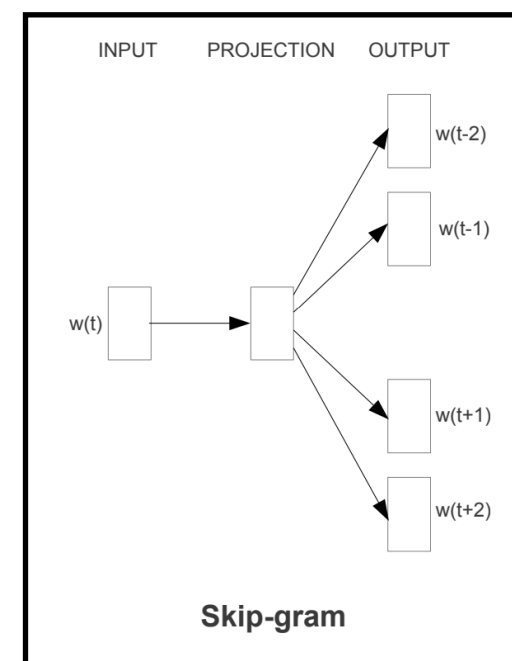 INPUT PROJECTION OUTPUT
w(t-2)
w(t-1)
w(t)
w(t+1)
w(t+2)
Skip-gram